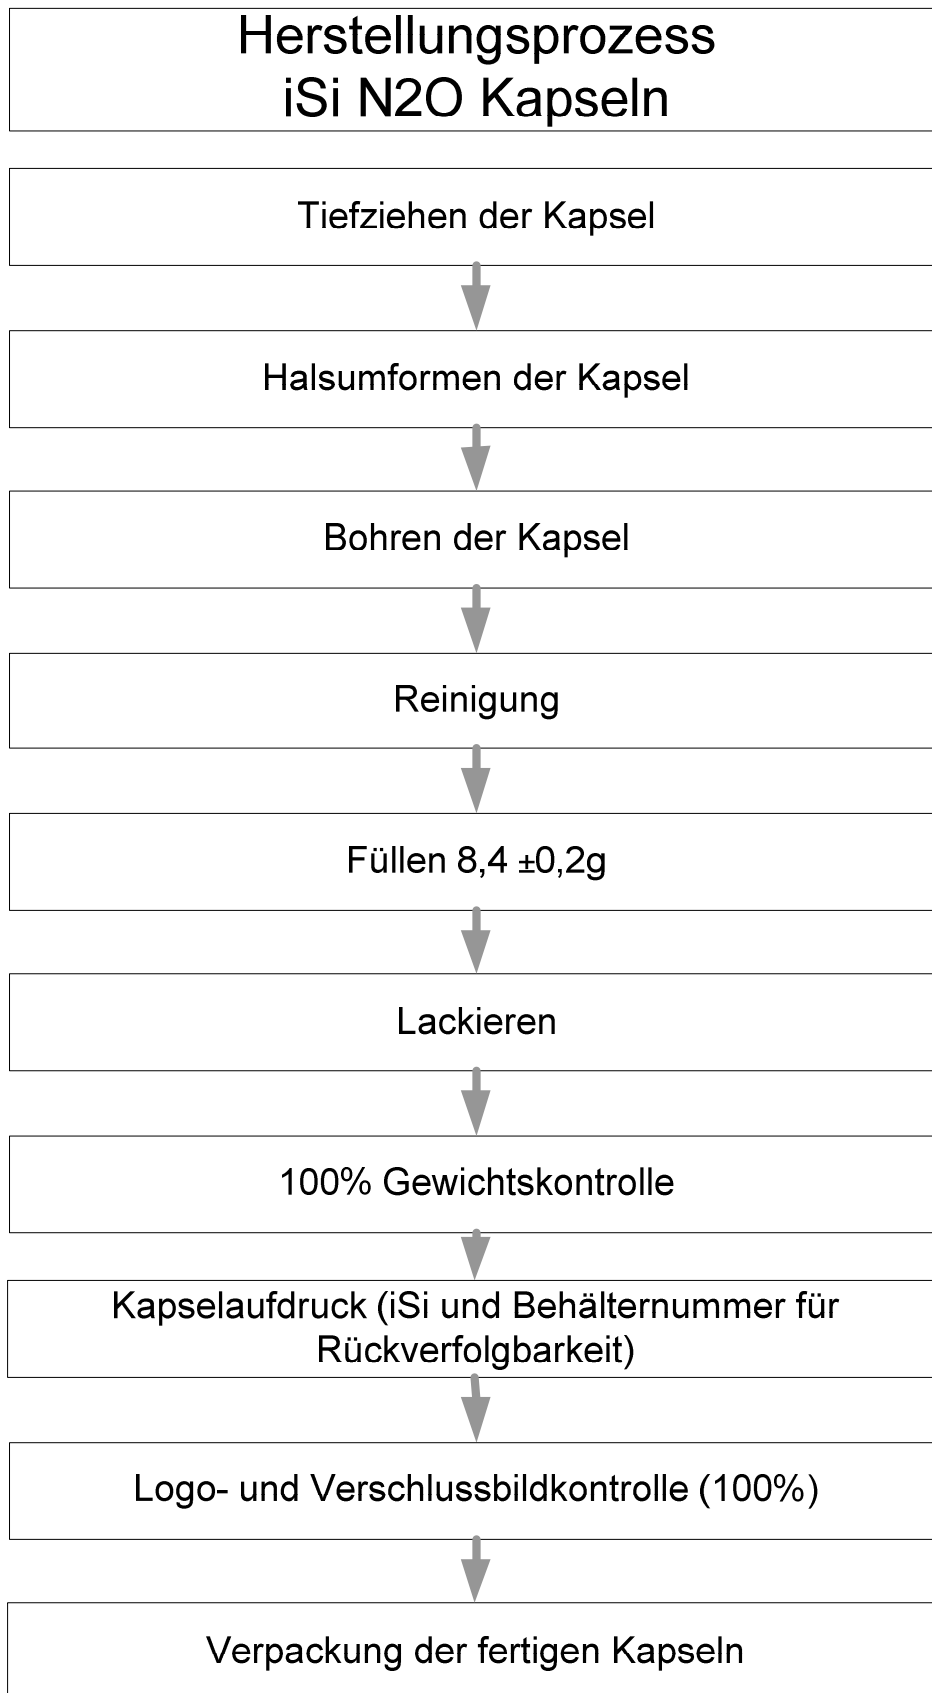 Herstellungsprozess
iSi N2O Kapseln
Tiefziehen der Kapsel
Halsumformen der Kapsel
Bohren der Kapsel
Reinigung
Füllen 8,4 ±0,2g
Lackieren
100% Gewichtskontrolle
Kapselaufdruck (iSi und Behälternummer für
Rückverfolgbarkeit)
Logo- und Verschlussbildkontrolle (100%)
Verpackung der fertigen Kapseln